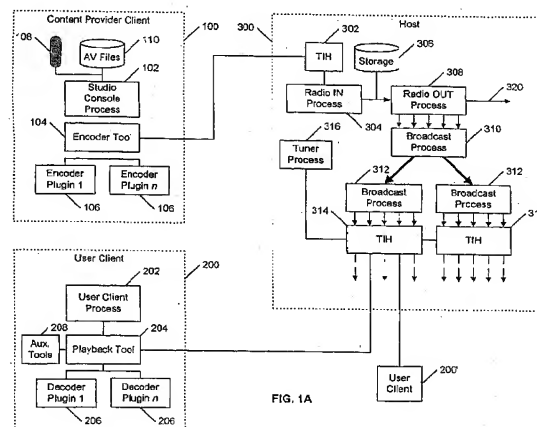 Content Provider Client
108
110
AV Files
102
Studio
Console
Process
104
Encoder Tool
Encoder
Plugin 1
Encoder
Plugin n
106
106
100
300
Host
302
TIH
306
Storage
308
Radio IN
Process
Radio OUT
Process
320
304
316
Tuner
Process
310
Broadcast
Process
312
312
Broadcast
Process
Broadcast
Process
314
TIH
TIH
User Client
202
200
User Client
Process
208
204
Aux.
Tools
Playback Tool
Decoder
Plugin 1
Decoder
Plugin n
206
206
200
User
Client
FIG. 1A